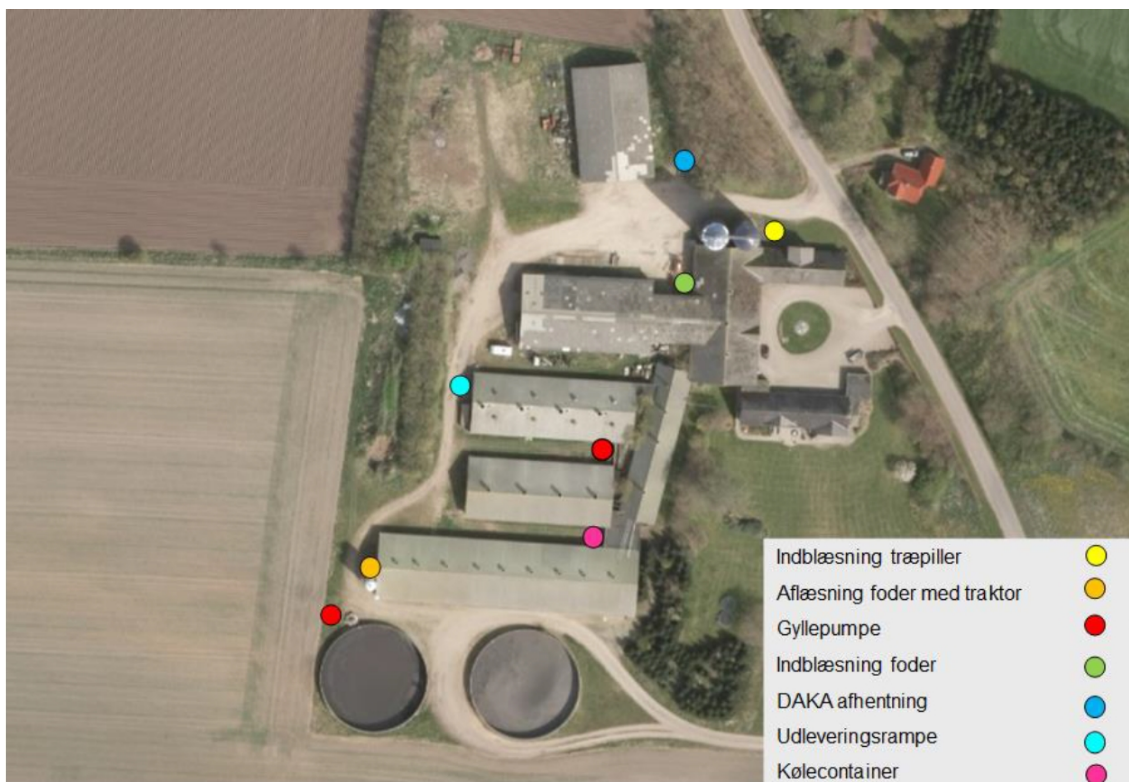 Indblæsning træpiller
Aflæsning foder med traktor
Gyllepumpe
Indblæsning foder
DAKA afhentning
Udleveringsrampe
Kølecontainer